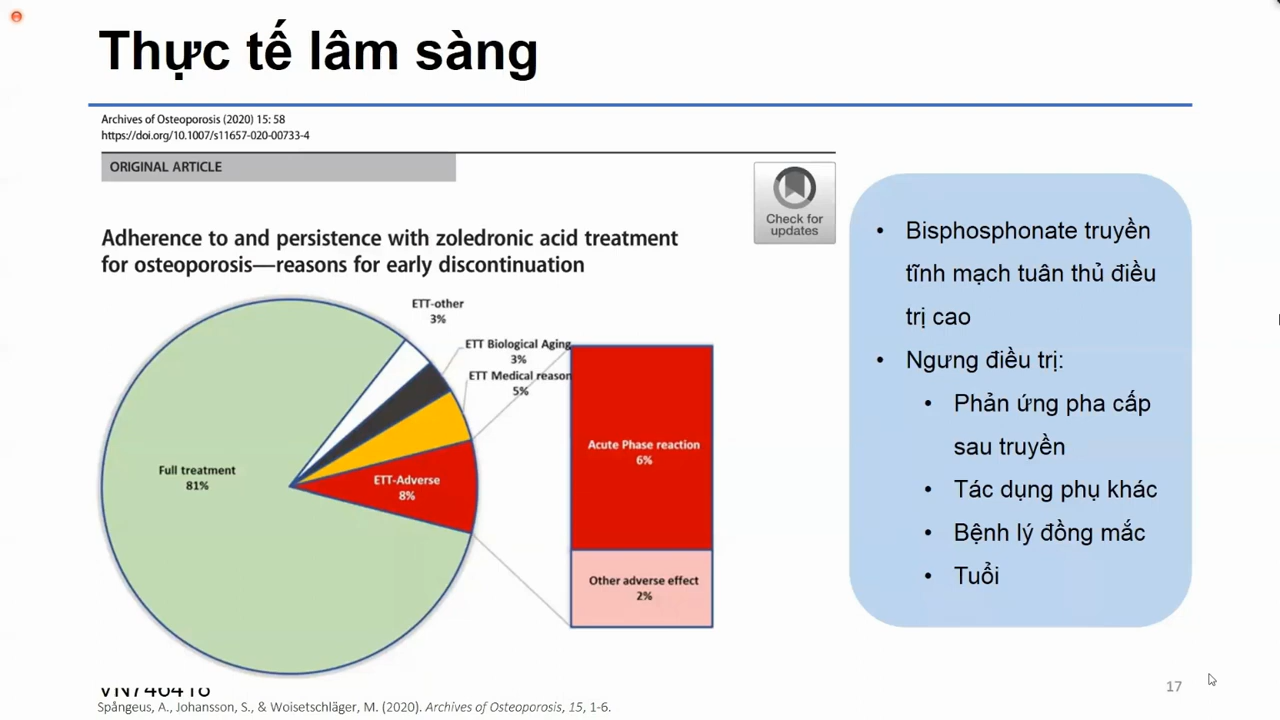 Thực tế lâm sàng
Archives of Osteoporosis (2020) 15: 58
https://doi.org/10.1007/s11657-020-00733-4
ORIGINAL ARTICLE
Check for
updates
Adherence to and persistence with zoledronic acid treatment
for osteoporosis—reasons for early discontinuation
ETT-other
3%
ETT Biological Aging
3%
ETT Medical reason
5%
Full treatment
81%
ETT-Adverse
8%
Acute Phase reaction
6%
Other adverse effect
2%
• Bisphosphonate truyền
tĩnh mạch tuân thủ điều
trị cao
• Ngưng điều trị:
• Phản ứng pha cấp
sau truyền
• Tác dụng phụ khác
• Bệnh lý đồng mắc
• Tuổi
VN746418
17
Spångeus, A., Johansson, S., & Woisetschläger, M. (2020). Archives of Osteoporosis, 15, 1-6.